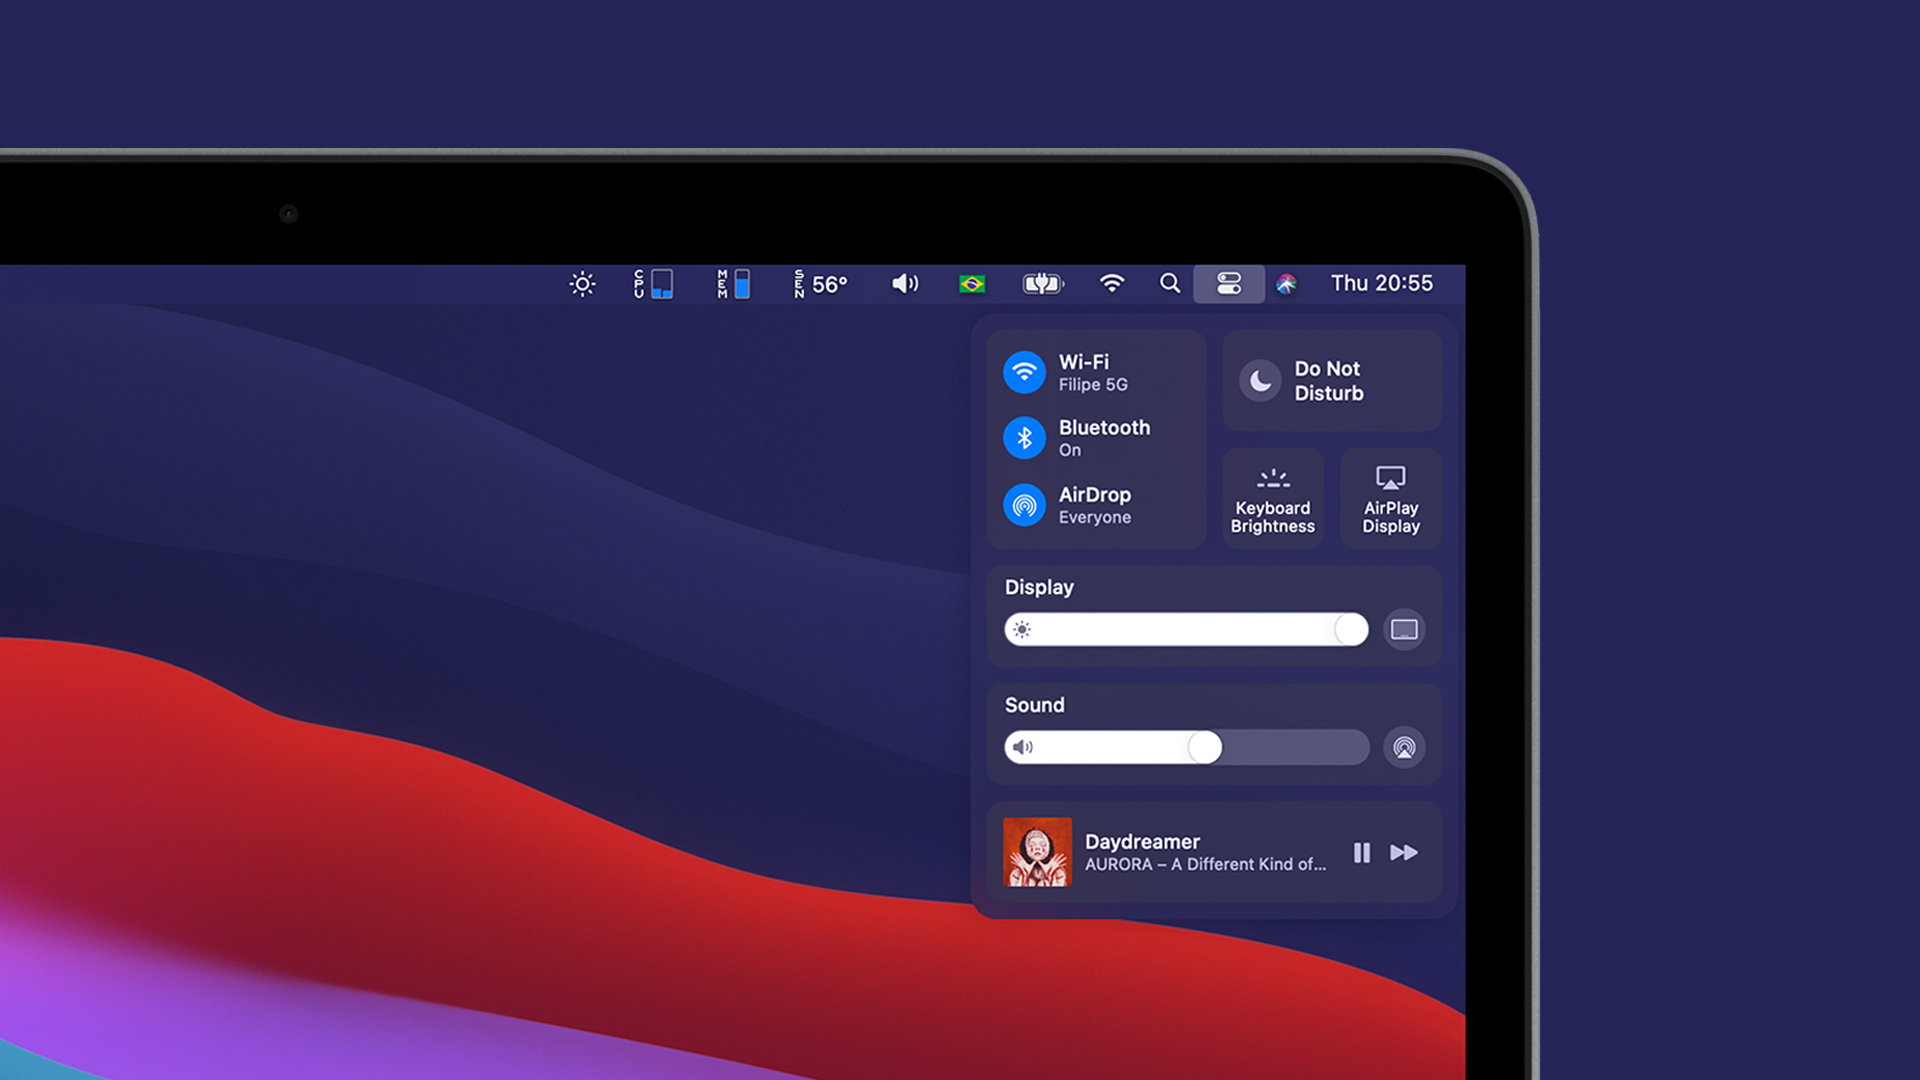 CPU
MEM
SEN 56°
Thu 20:55
Wi-Fi
Filipe 5G
Bluetooth
On
AirDrop
Everyone
Do Not
Disturb
Keyboard
Brightness
AirPlay
Display
Display
Sound
Daydreamer
AURORA – A Different Kind of...